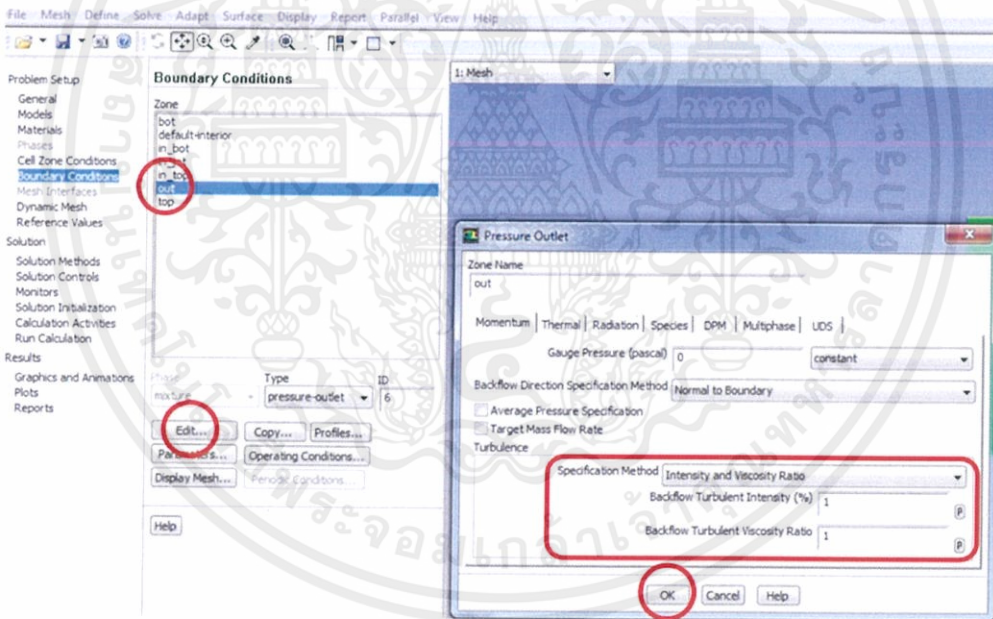 File Mesh Define Solve Adapt Surface Display Report Parallel View Help
Problem Setup
General
Models
Materials
Phases
Cell Zone Conditions
Boundary Conditions
Mesh Interfaces
Dynamic Mesh
Reference Values
Solution
Solution Methods
Solution Controls
Monitors
Solution Initialization
Calculation Activities
Run Calculation
Results
Graphics and Animations
Plots
Reports
Boundary Conditions
Zone
bot
default-interior
in_bot
in_top
out
top
Phase Type ID
mixture pressure-outlet 6
Edit... Copy... Profiles...
Parameters... Operating Conditions...
Display Mesh... Periodic Conditions...
Help
1: Mesh
Pressure Outlet
Zone Name
out
Momentum Thermal Radiation Species DPM Multiphase UDS
Gauge Pressure (pascal) 0 constant
Backflow Direction Specification Method Normal to Boundary
Average Pressure Specification
Target Mass Flow Rate
Turbulence
Specification Method Intensity and Viscosity Ratio
Backflow Turbulent Intensity (%) 1 P
Backflow Turbulent Viscosity Ratio 1 P
OK Cancel Help